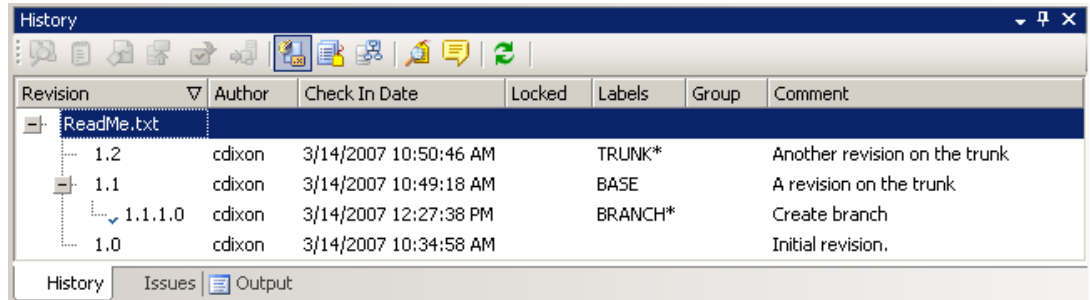 History
Revision Author Check In Date Locked Labels Group Comment
ReadMe.txt
1.2 cdixon 3/14/2007 10:50:46 AM TRUNK* Another revision on the trunk
1.1 cdixon 3/14/2007 10:49:18 AM BASE A revision on the trunk
1.1.1.0 cdixon 3/14/2007 12:27:38 PM BRANCH* Create branch
1.0 cdixon 3/14/2007 10:34:58 AM Initial revision.
History Issues Output